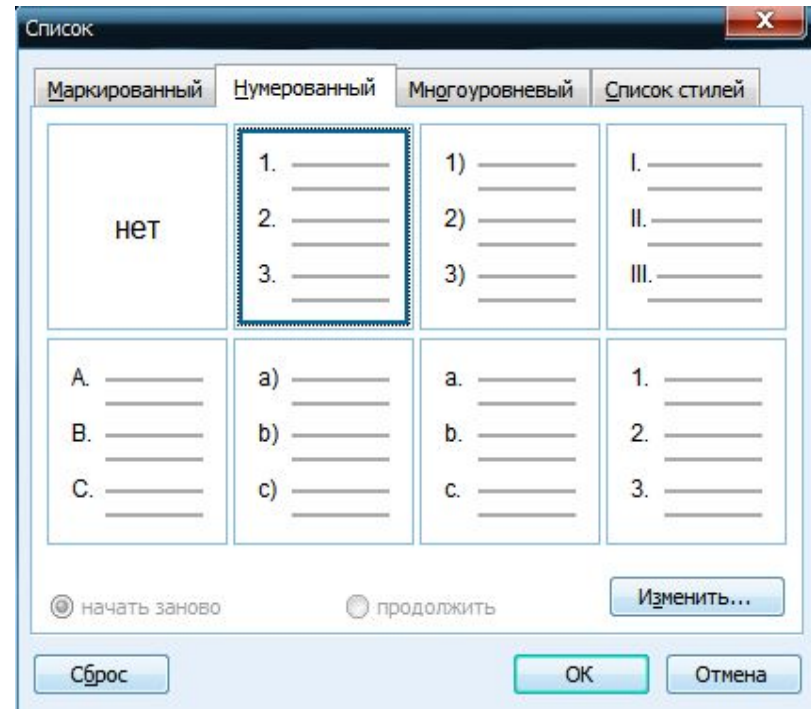 Список
Маркированный Нумерованный Многоуровневый Список стилей
нет
1.
2.
3.
1)
2)
3)
I.
II.
III.
A.
B.
C.
a)
b)
c)
a.
b.
c.
1.
2.
3.
начать заново продолжить Изменить...
Сброс ОК Отмена